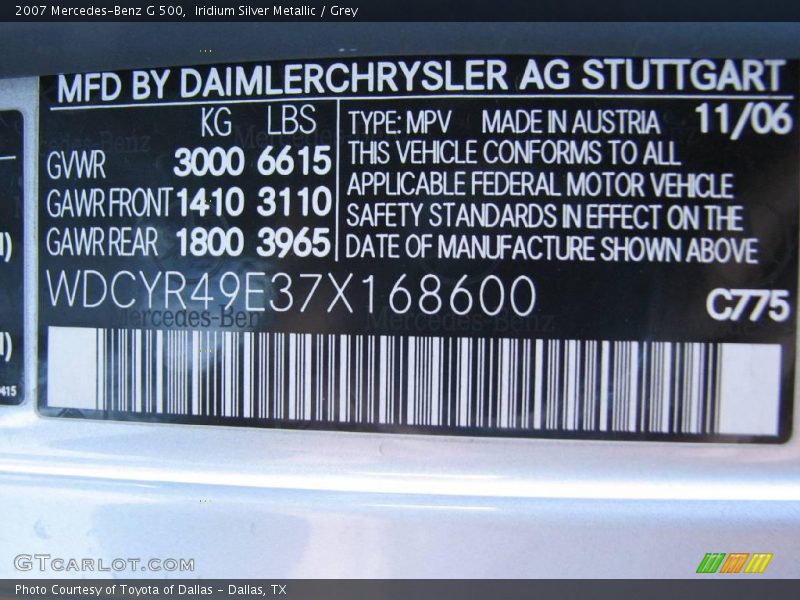 2007 Mercedes-Benz G 500,  Iridium Silver Metallic / Grey
MFD BY DAIMLERCHRYSLER AG STUTTGART
KG LBS
GVWR 3000 6615
GAWR FRONT 1410 3110
GAWR REAR 1800 3965
TYPE: MPV MADE IN AUSTRIA 11/06
THIS VEHICLE CONFORMS TO ALL
APPLICABLE FEDERAL MOTOR VEHICLE
SAFETY STANDARDS IN EFFECT ON THE
DATE OF MANUFACTURE SHOWN ABOVE
WDCYR49E37X168600
C775
Mercedes-Ben
GTCARLOT.COM
Photo Courtesy of Toyota of Dallas - Dallas, TX